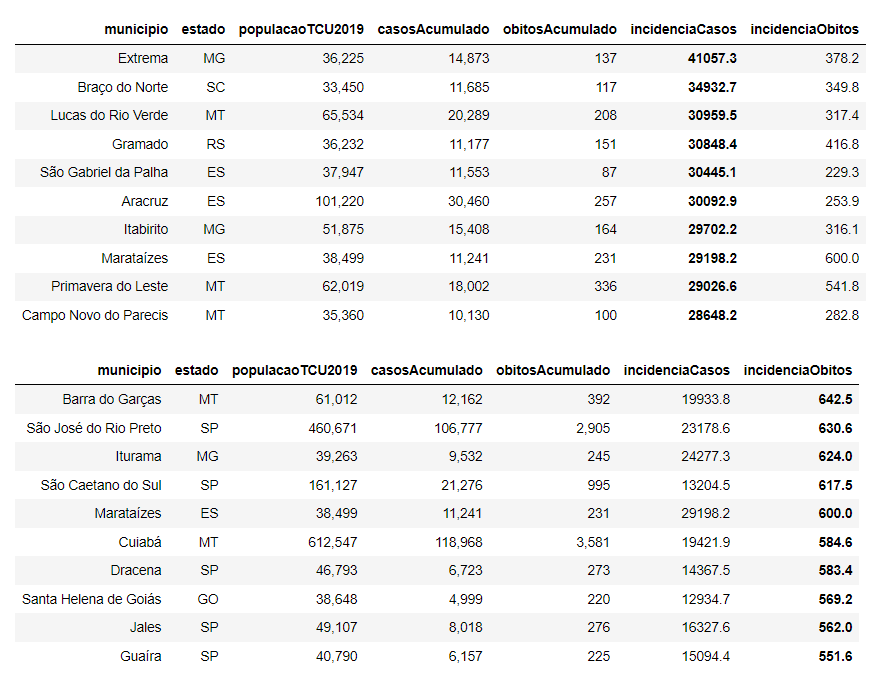 municipio estado populacaoTCU2019 casosAcumulado obitosAcumulado incidenciaCasos incidenciaObitos
Extrema MG 36,225 14,873 137 41057.3 378.2
Braço do Norte SC 33,450 11,685 117 34932.7 349.8
Lucas do Rio Verde MT 65,534 20,289 208 30959.5 317.4
Gramado RS 36,232 11,177 151 30848.4 416.8
São Gabriel da Palha ES 37,947 11,553 87 30445.1 229.3
Aracruz ES 101,220 30,460 257 30092.9 253.9
Itabirito MG 51,875 15,408 164 29702.2 316.1
Marataízes ES 38,499 11,241 231 29198.2 600.0
Primavera do Leste MT 62,019 18,002 336 29026.6 541.8
Campo Novo do Parecis MT 35,360 10,130 100 28648.2 282.8
municipio estado populacaoTCU2019 casosAcumulado obitosAcumulado incidenciaCasos incidenciaObitos
Barra do Garças MT 61,012 12,162 392 19933.8 642.5
São José do Rio Preto SP 460,671 106,777 2,905 23178.6 630.6
Iturama MG 39,263 9,532 245 24277.3 624.0
São Caetano do Sul SP 161,127 21,276 995 13204.5 617.5
Marataízes ES 38,499 11,241 231 29198.2 600.0
Cuiabá MT 612,547 118,968 3,581 19421.9 584.6
Dracena SP 46,793 6,723 273 14367.5 583.4
Santa Helena de Goiás GO 38,648 4,999 220 12934.7 569.2
Jales SP 49,107 8,018 276 16327.6 562.0
Guaíra SP 40,790 6,157 225 15094.4 551.6